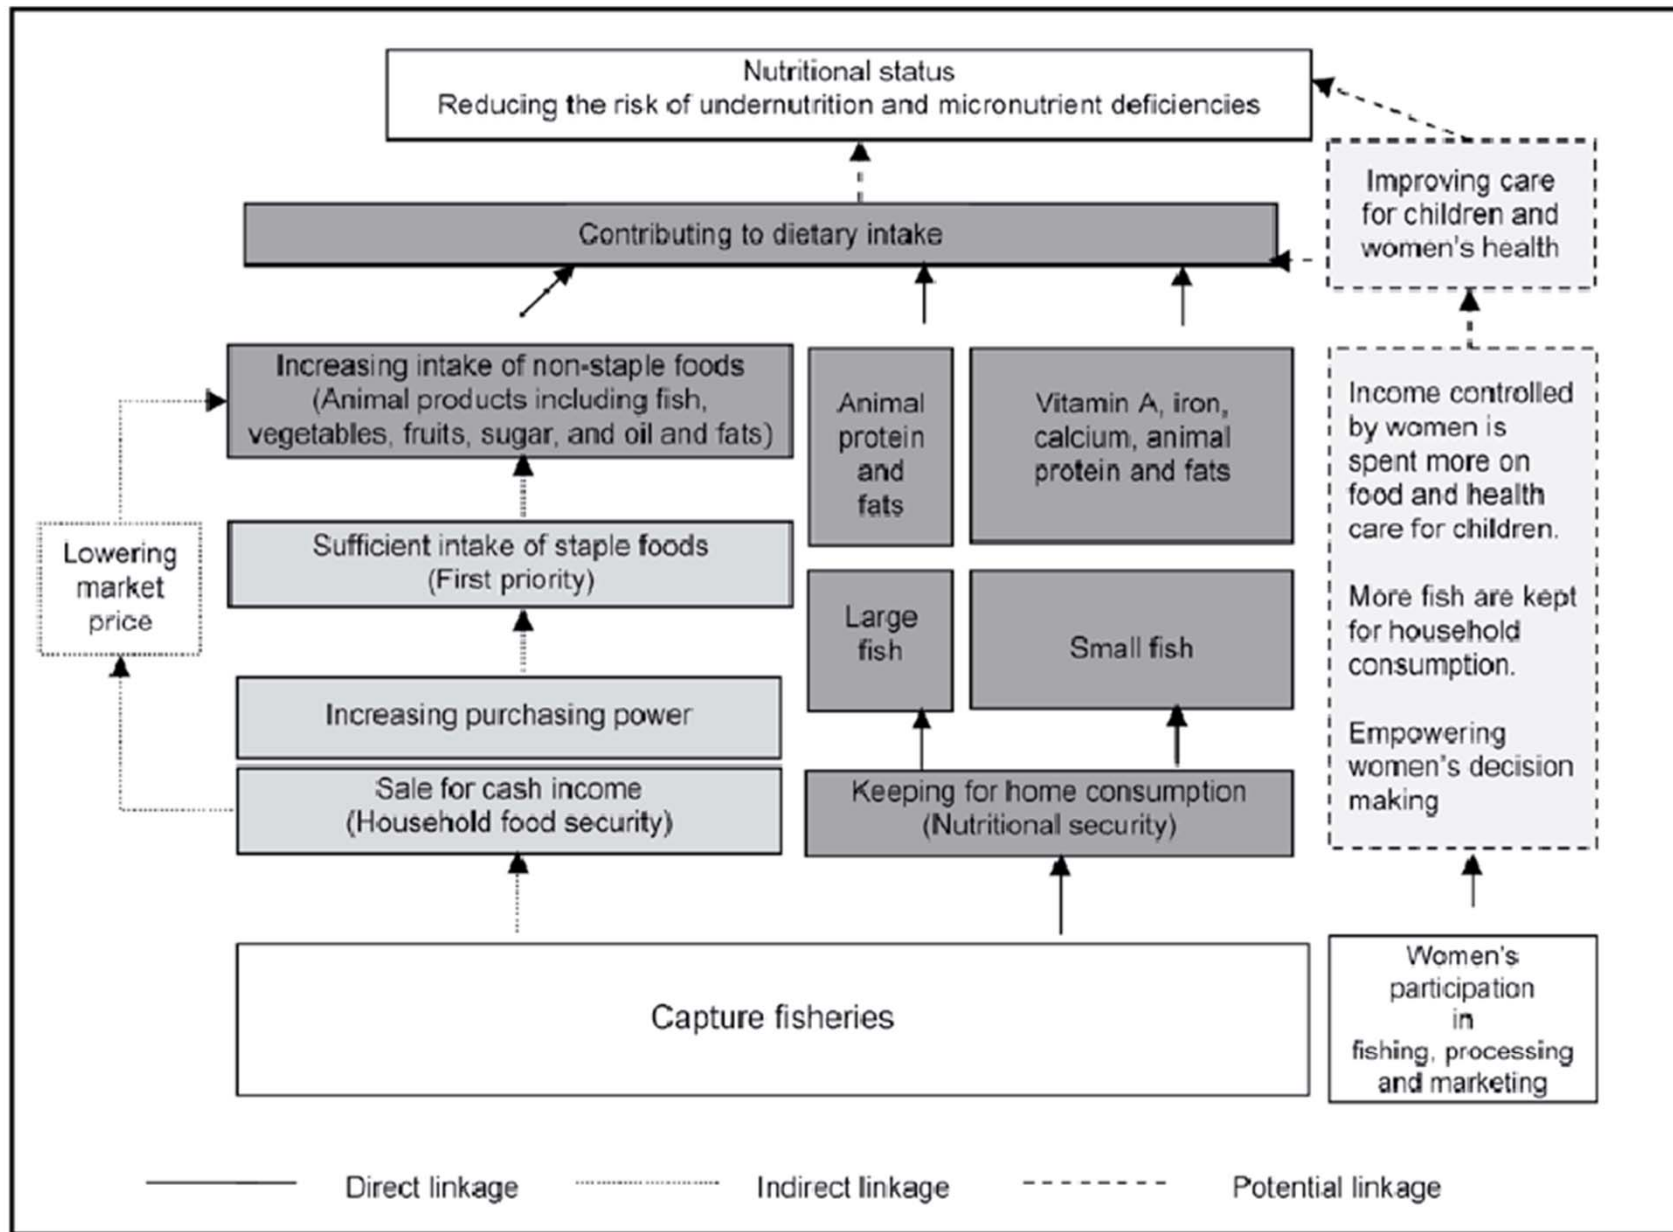 Nutritional status
Reducing the risk of undernutrition and micronutrient deficiencies
Improving care
for children and
women's health
Contributing to dietary intake
Increasing intake of non-staple foods
(Animal products including fish,
vegetables, fruits, sugar, and oil and fats)
Animal
protein
and
fats
Vitamin A, iron,
calcium, animal
protein and fats
Income controlled
by women is
spent more on
food and health
care for children.
More fish are kept
for household
consumption.
Empowering
women's decision
making
Lowering
market
price
Sufficient intake of staple foods
(First priority)
Large
fish
Small fish
Increasing purchasing power
Sale for cash income
(Household food security)
Keeping for home consumption
(Nutritional security)
Capture fisheries
Women's
participation
in
fishing, processing
and marketing
Direct linkage
Indirect linkage
Potential linkage